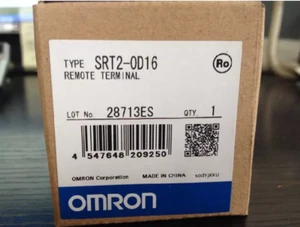 TYPE SRT2-OD16
REMOTE TERMINAL
Ro
LOT No. 28713ES QTY. 1
4 547648 209250
OMRON Corporation MADE IN CHINA
OMRON